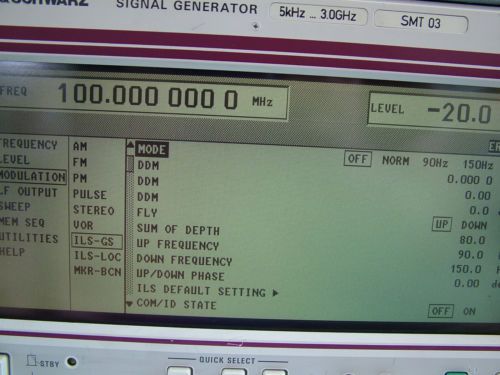 &SCHWARZ SIGNAL GENERATOR 5kHz ... 3.0GHz SMT 03
FREQ 100.000 000 0 MHz LEVEL -20.0
FREQUENCY AM MODE OFF NORM 90Hz 150Hz
LEVEL FM DDM 0.000 0
MODULATION PM DDM 0.00
LF OUTPUT PULSE DDM 0.0
SWEEP STEREO FLY UP DOWN
MEM SEQ VOR SUM OF DEPTH 80.0
UTILITIES ILS-GS UP FREQUENCY 90.0
HELP ILS-LOC DOWN FREQUENCY 150.0
MKR-BCN UP/DOWN PHASE 0.00
ILS DEFAULT SETTING ▶
COM/ID STATE OFF ON
STBY QUICK SELECT